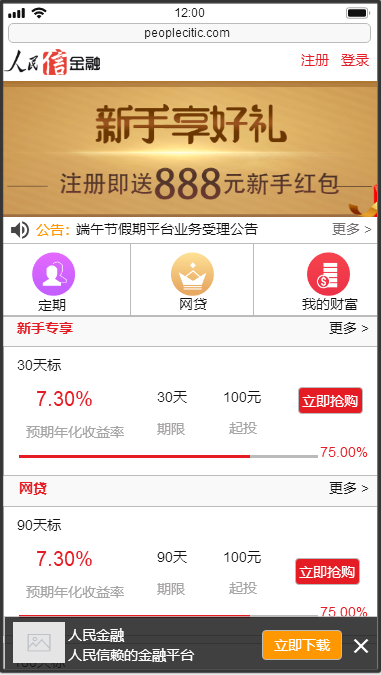 12:00
peoplecitic.com
人民信金融
注册 登录
新手享好礼
注册即送888元新手红包
公告：端午节假期平台业务受理公告 更多 >
定期 网贷 我的财富
新手专享 更多 >
30天标
7.30% 30天 100元 立即抢购
预期年化收益率 期限 起投
75.00%
网贷 更多 >
90天标
7.30% 90天 100元 立即抢购
预期年化收益率 期限 起投
75.00%
人民金融
人民信赖的金融平台
立即下载